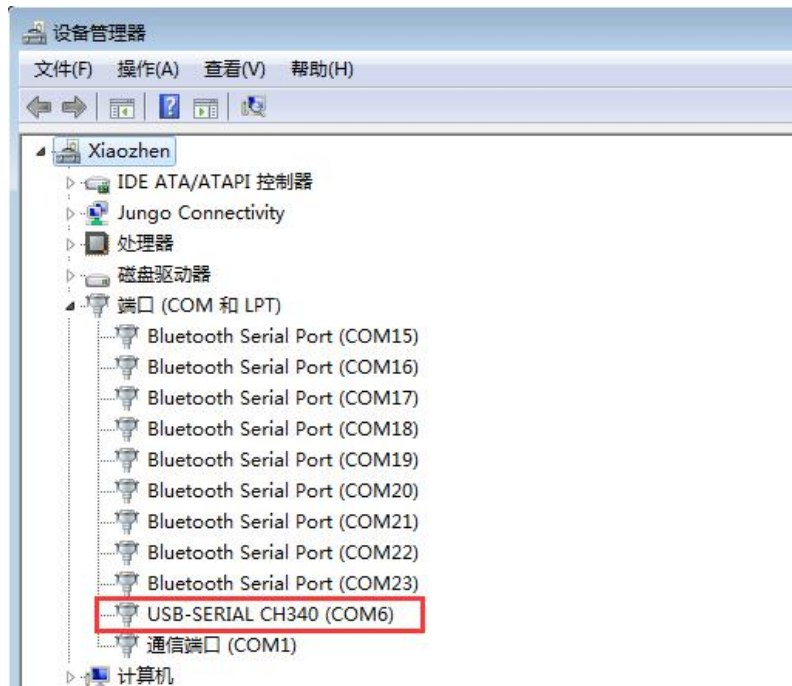 设备管理器
文件(F) 操作(A) 查看(V) 帮助(H)
Xiaozhen
IDE ATA/ATAPI 控制器
Jungo Connectivity
处理器
磁盘驱动器
端口 (COM 和 LPT)
Bluetooth Serial Port (COM15)
Bluetooth Serial Port (COM16)
Bluetooth Serial Port (COM17)
Bluetooth Serial Port (COM18)
Bluetooth Serial Port (COM19)
Bluetooth Serial Port (COM20)
Bluetooth Serial Port (COM21)
Bluetooth Serial Port (COM22)
Bluetooth Serial Port (COM23)
USB-SERIAL CH340 (COM6)
通信端口 (COM1)
计算机